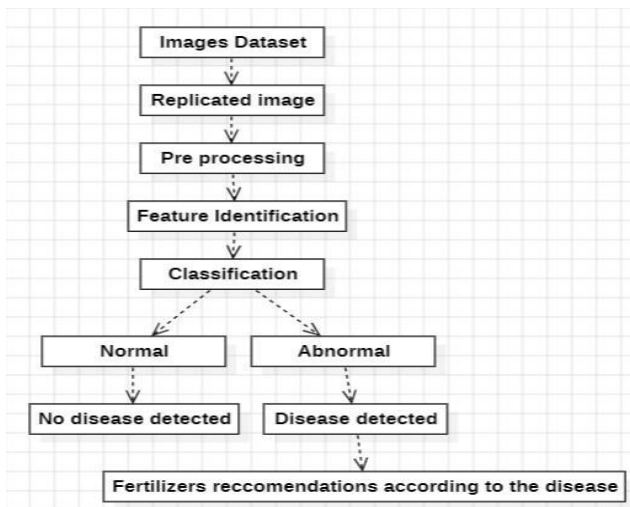 Images Dataset
Replicated image
Pre processing
Feature Identification
Classification
Normal
Abnormal
No disease detected
Disease detected
Fertilizers reccomendations according to the disease